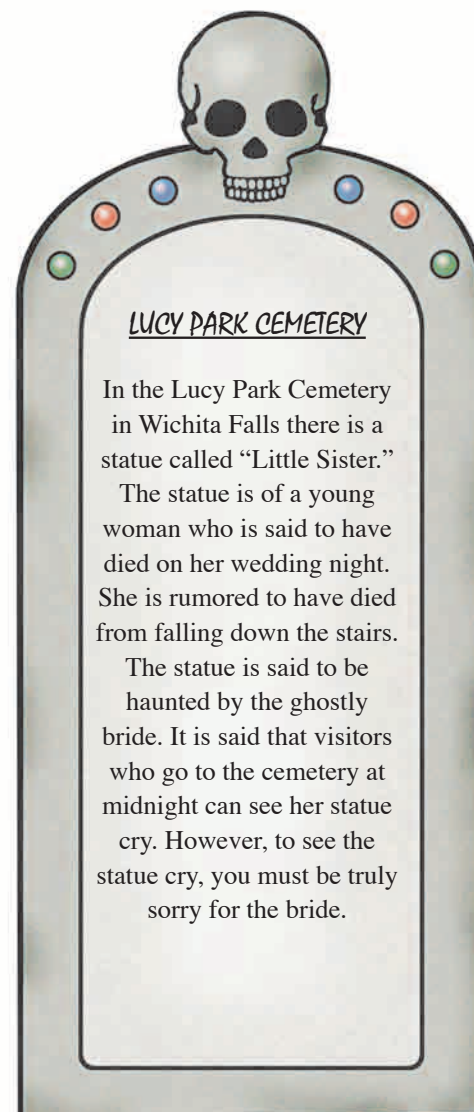 LUCY PARK CEMETERY
In the Lucy Park Cemetery
in Wichita Falls there is a
statue called “Little Sister.”
The statue is of a young
woman who is said to have
died on her wedding night.
She is rumored to have died
from falling down the stairs.
The statue is said to be
haunted by the ghostly
bride. It is said that visitors
who go to the cemetery at
midnight can see her statue
cry. However, to see the
statue cry, you must be truly
sorry for the bride.